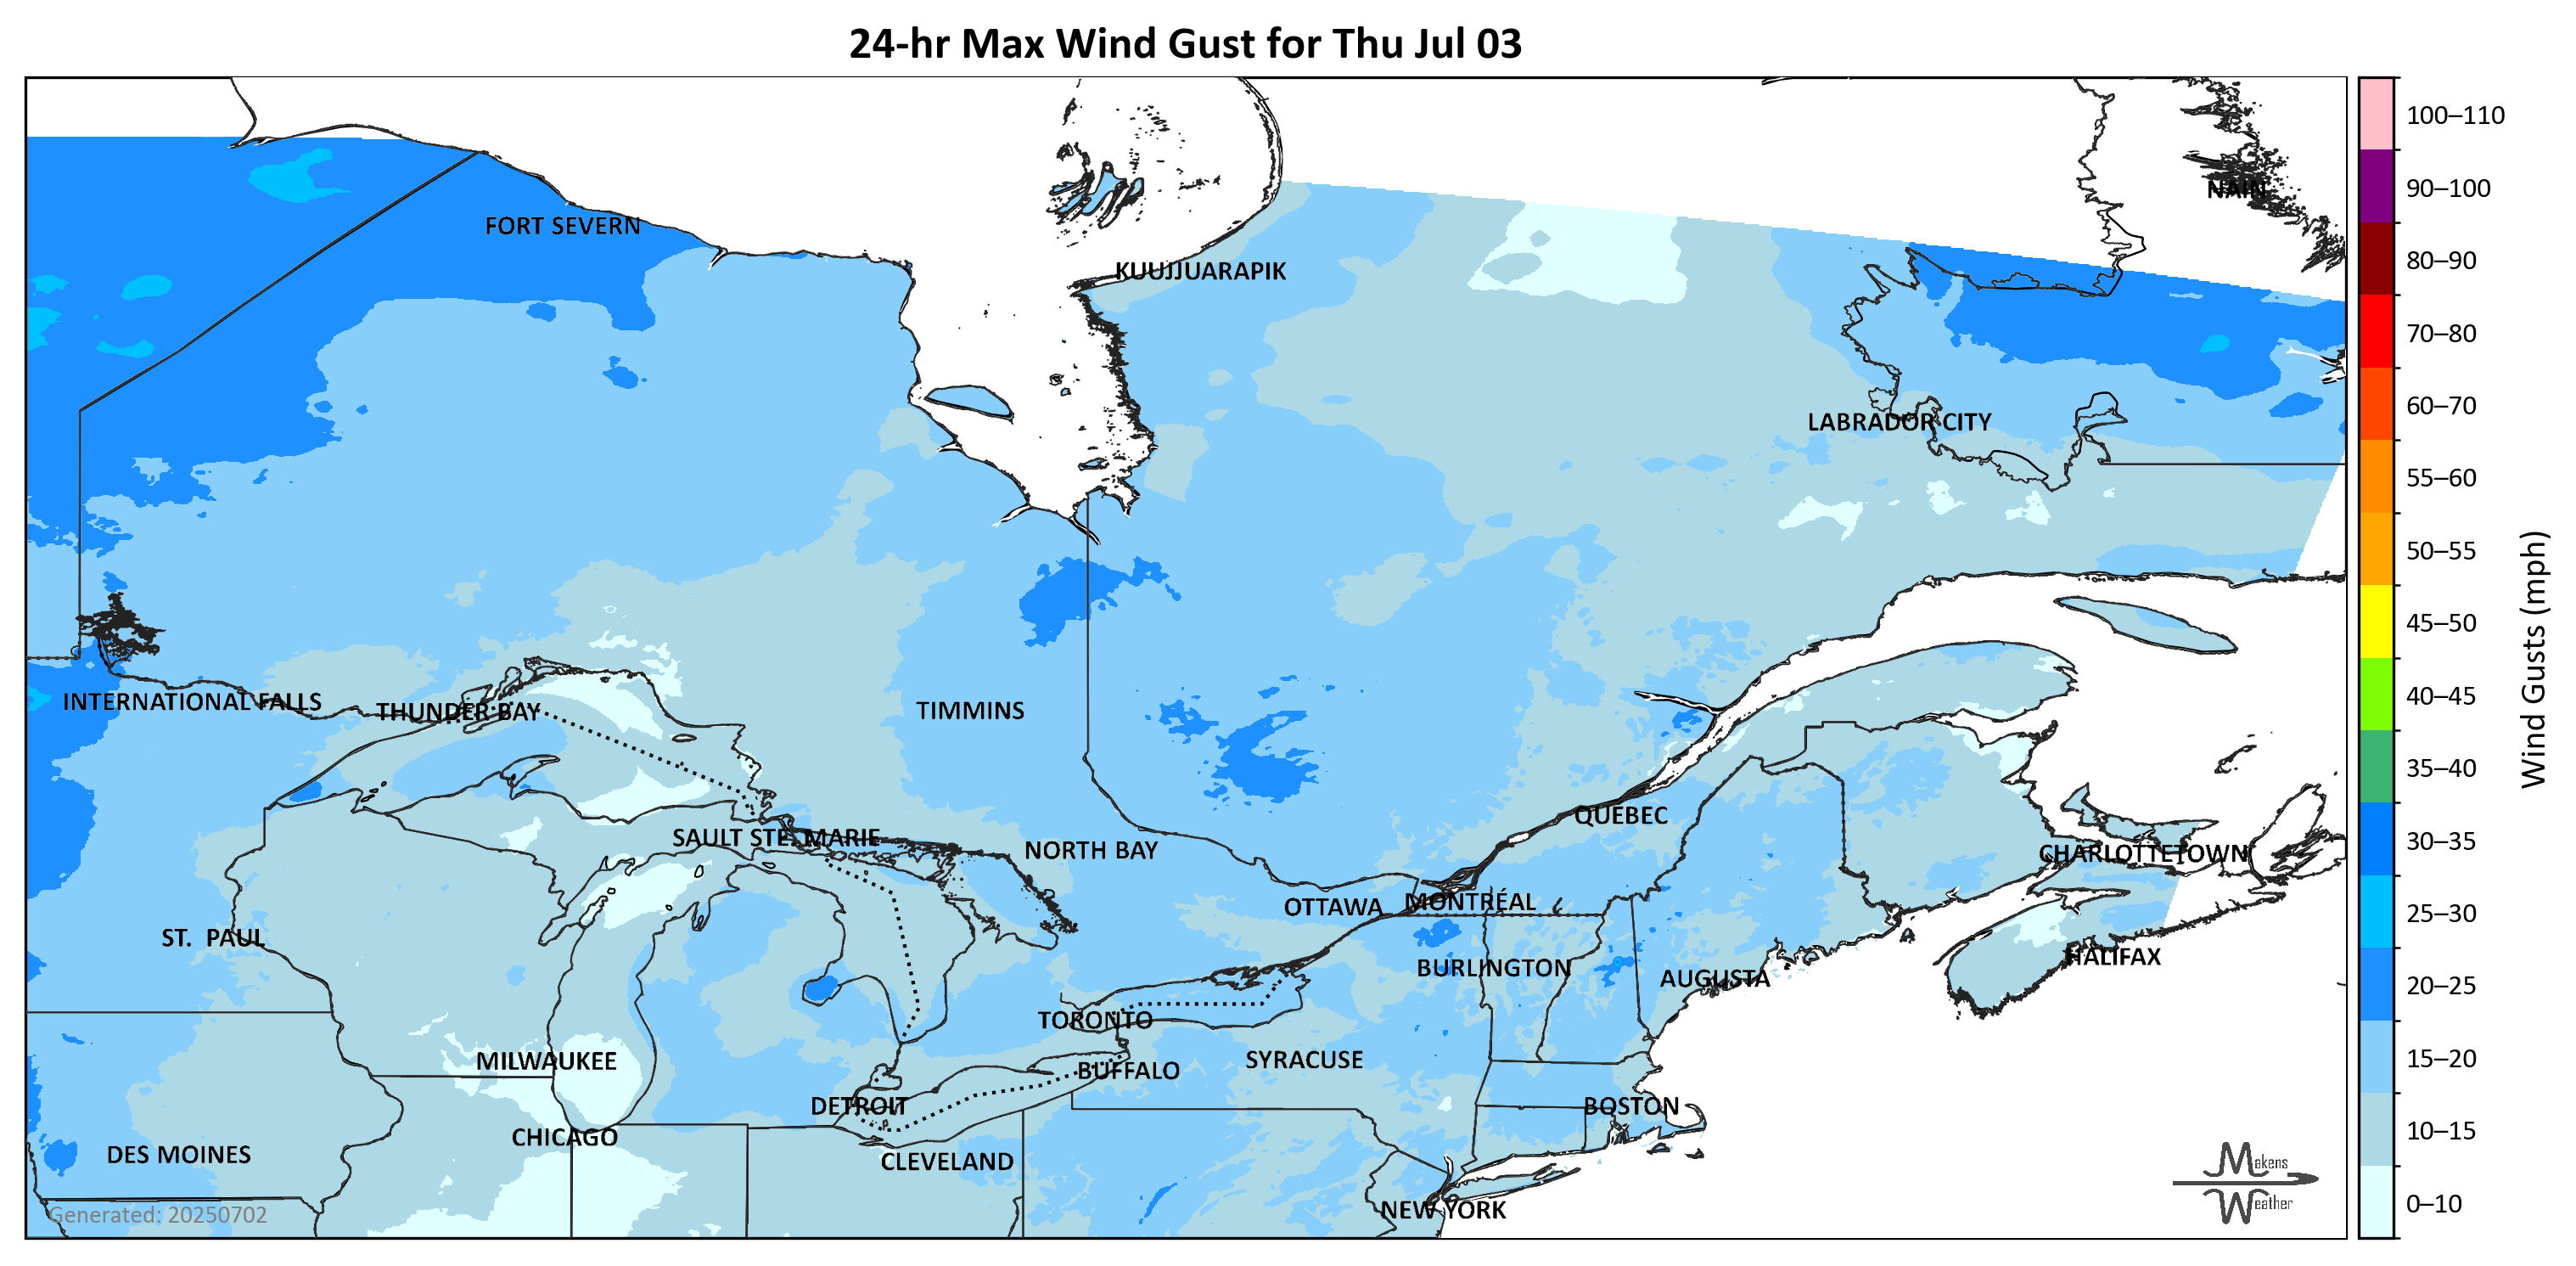 24-hr Max Wind Gust for Thu Jul 03
100–110
90–100
80–90
70–80
60–70
55–60
50–55
45–50
40–45
35–40
30–35
25–30
20–25
15–20
10–15
0–10
Wind Gusts (mph)
NAIN
FORT SEVERN
KUUJJUARAPIK
LABRADOR CITY
INTERNATIONAL FALLS
THUNDER BAY
TIMMINS
QUEBEC
SAULT STE. MARIE
NORTH BAY
CHARLOTTETOWN
OTTAWA
MONTRÉAL
ST. PAUL
BURLINGTON
AUGUSTA
HALIFAX
TORONTO
MILWAUKEE
BUFFALO
SYRACUSE
DETROIT
BOSTON
CHICAGO
DES MOINES
CLEVELAND
NEW YORK
Makens
Weather
Generated: 20250702